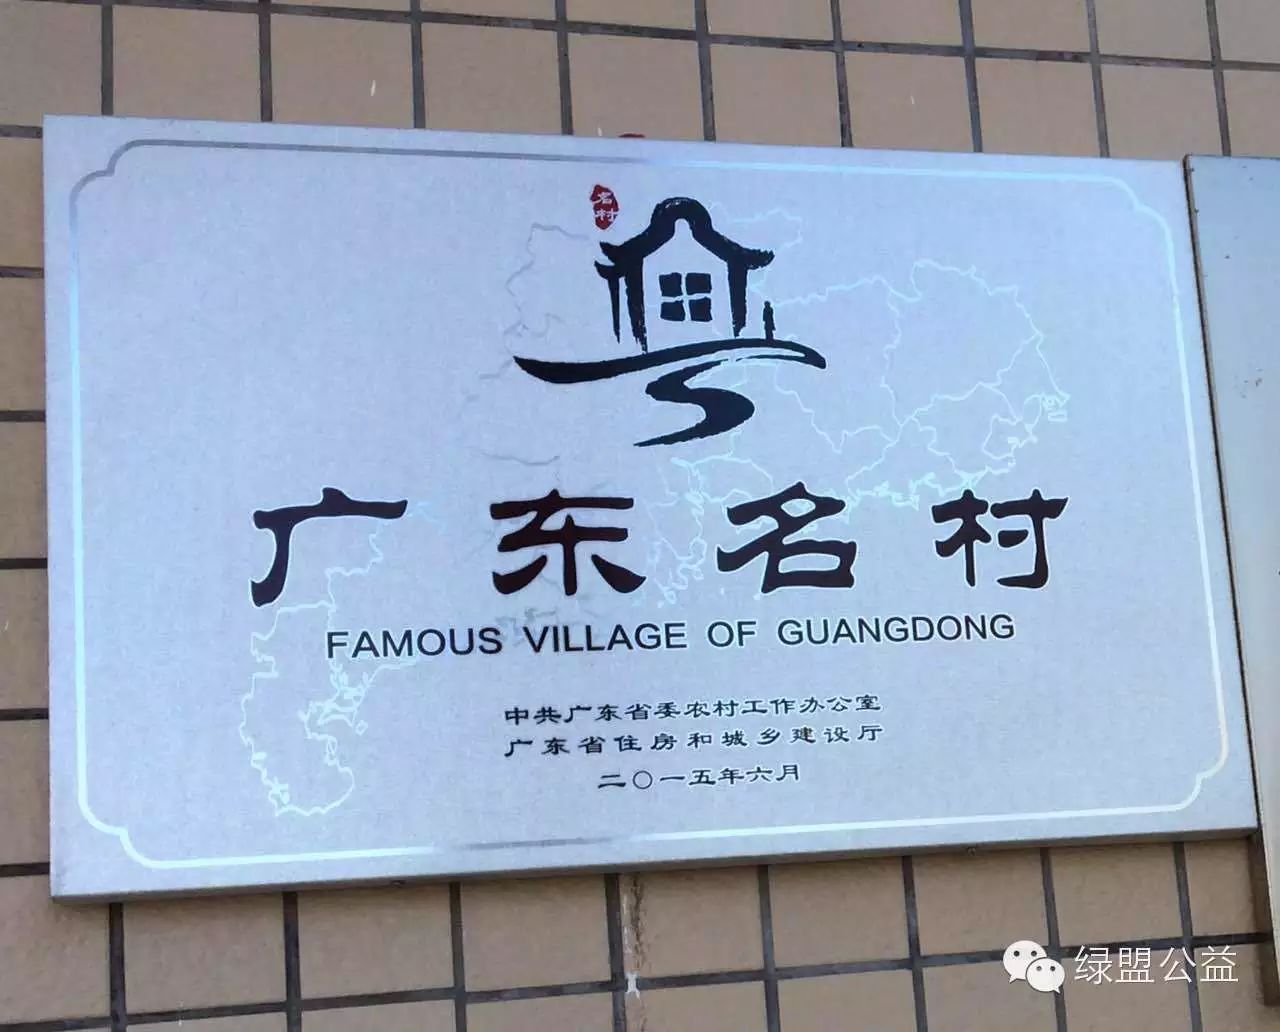 名村
广东名村
FAMOUS VILLAGE OF GUANGDONG
中共广东省委农村工作办公室
广东省住房和城乡建设厅
二〇一五年六月
绿盟公益